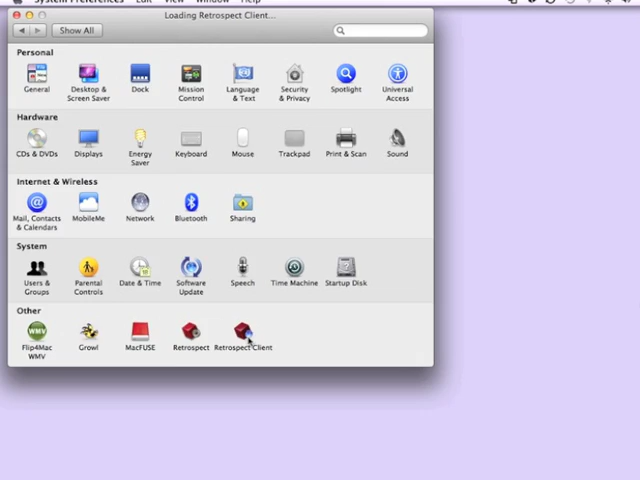 System Preferences Edit View Window Help
Loading Retrospect Client...
Show All
Personal
General Desktop & Screen Saver Dock Mission Control Language & Text Security & Privacy Spotlight Universal Access
Hardware
CDs & DVDs Displays Energy Saver Keyboard Mouse Trackpad Print & Scan Sound
Internet & Wireless
Mail, Contacts & Calendars MobileMe Network Bluetooth Sharing
System
Users & Groups Parental Controls Date & Time Software Update Speech Time Machine Startup Disk
Other
WMV
Flip4Mac WMV Growl MacFUSE Retrospect Retrospect Client